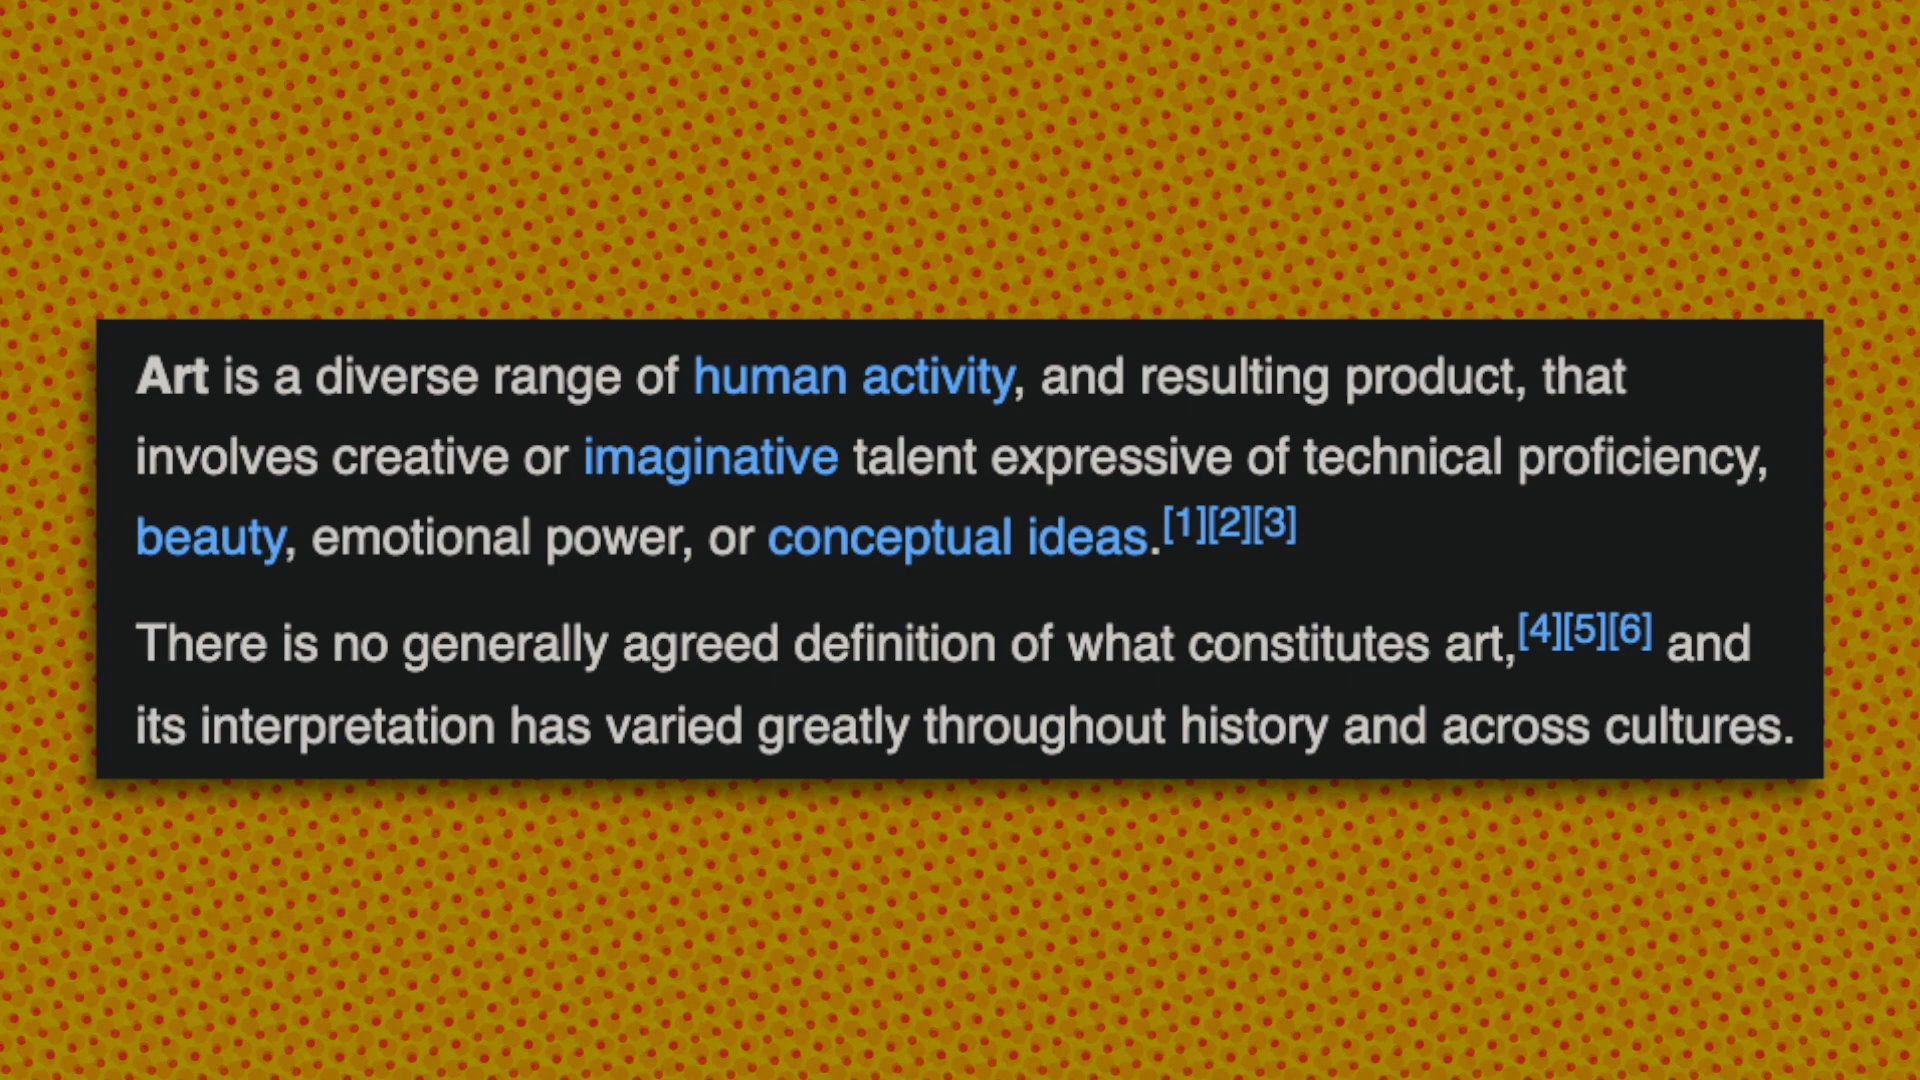 Art is a diverse range of human activity, and resulting product, that
involves creative or imaginative talent expressive of technical proficiency,
beauty, emotional power, or conceptual ideas.[1][2][3]
There is no generally agreed definition of what constitutes art,[4][5][6] and
its interpretation has varied greatly throughout history and across cultures.